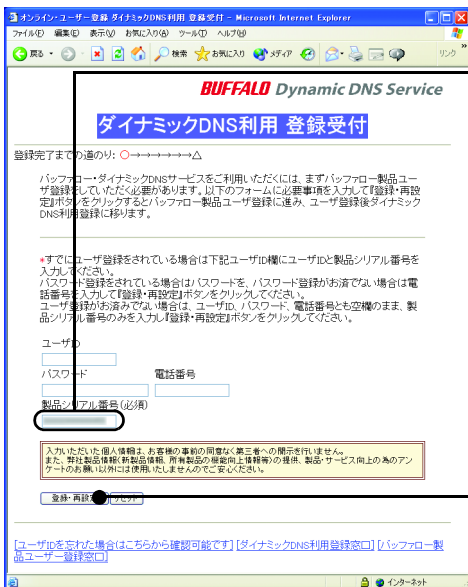 オンライン・ユーザー登録 ダイナミックDNS利用 登録受付 - Microsoft Internet Explorer
ファイル(F) 編集(E) 表示(V) お気に入り(A) ツール(T) ヘルプ(H)
戻る 検索 お気に入り メディア リンク »
BUFFALO Dynamic DNS Service
ダイナミックDNS利用 登録受付
登録完了までの道のり: ○→→→→→→△
バッファロー・ダイナミックDNSサービスをご利用いただくには、まずバッファロー製品ユー
ザ登録をしていただく必要があります。以下のフォームに必要事項を入力して『登録・再設
定』ボタンをクリックするとバッファロー製品ユーザ登録に進み、ユーザ登録後ダイナミック
DNS利用登録に移ります。
*すでにユーザ登録をされている場合は下記ユーザID欄にユーザIDと製品シリアル番号を
入力してください。
パスワード登録をされている場合はパスワードを、パスワード登録がお済でない場合は電
話番号を入力して『登録・再設定』ボタンをクリックしてください。
ユーザ登録がお済みでない場合は、ユーザID、パスワード、電話番号とも空欄のまま、製
品シリアル番号のみを入力し『登録・再設定』ボタンをクリックしてください。
ユーザID
パスワード 電話番号
製品シリアル番号(必須)
入力いただいた個人情報は、お客様の事前の同意なく第三者への開示を行いません。
また、弊社製品情報(新製品情報、所有製品の機能向上情報等)の提供、製品・サービス向上の為のアン
ケートのお願い以外には使用いたしませんのでご安心ください。
登録・再設定 リセット
[ユーザIDを忘れた場合はこちらから確認可能です] [ダイナミックDNS利用登録窓口] [バッファロー製
品ユーザー登録窓口]
インターネット